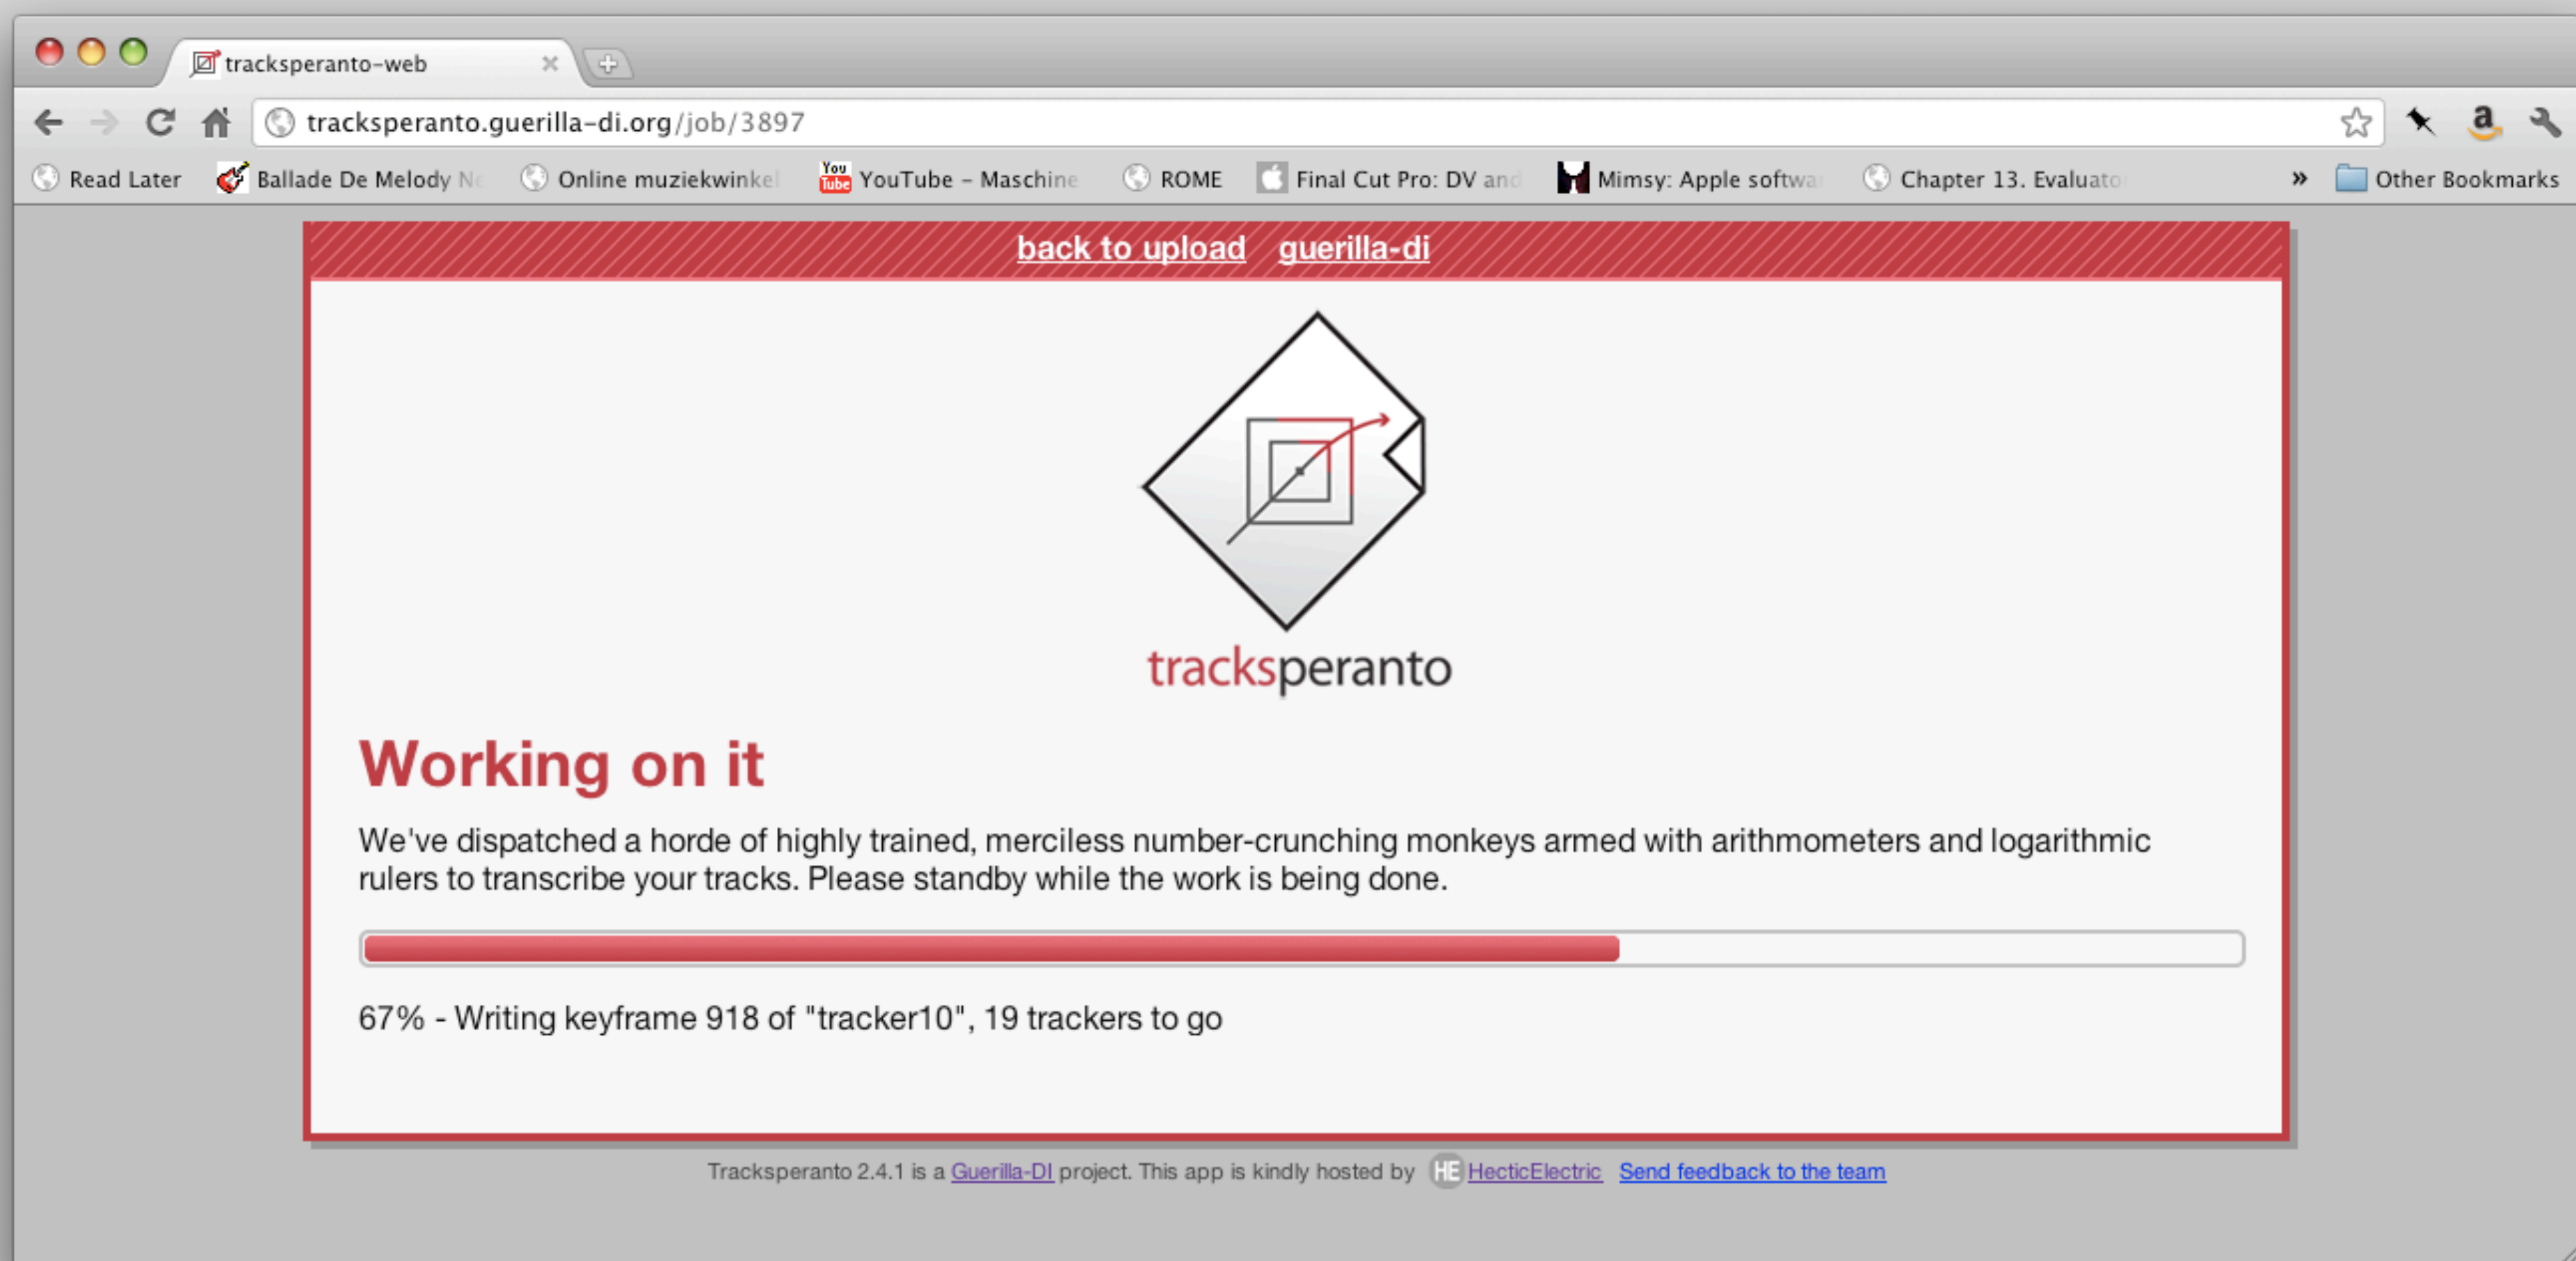 tracksperanto-web
tracksperanto.guerilla-di.org/job/3897
Read Later Ballade De Melody Online muziekwinkel YouTube - Maschine ROME Final Cut Pro: DV and Mimsy: Apple Chapter 13. » Other Bookmarks
back to upload guerilla-di
tracksperanto
Working on it
We've dispatched a horde of highly trained, merciless number-crunching monkeys armed with arithmometers and logarithmic
rulers to transcribe your tracks. Please standby while the work is being done.
67% - Writing keyframe 918 of "tracker10", 19 trackers to go
Tracksperanto 2.4.1 is a Guerilla-DI project. This app is kindly hosted by HE HecticElectric Send feedback to the team